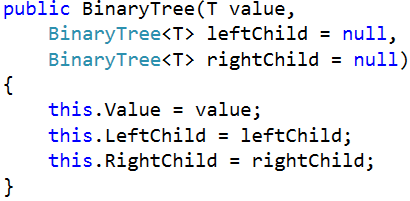 public BinaryTree(T value,
    BinaryTree<T> leftChild = null,
    BinaryTree<T> rightChild = null)
{
    this.Value = value;
    this.LeftChild = leftChild;
    this.RightChild = rightChild;
}